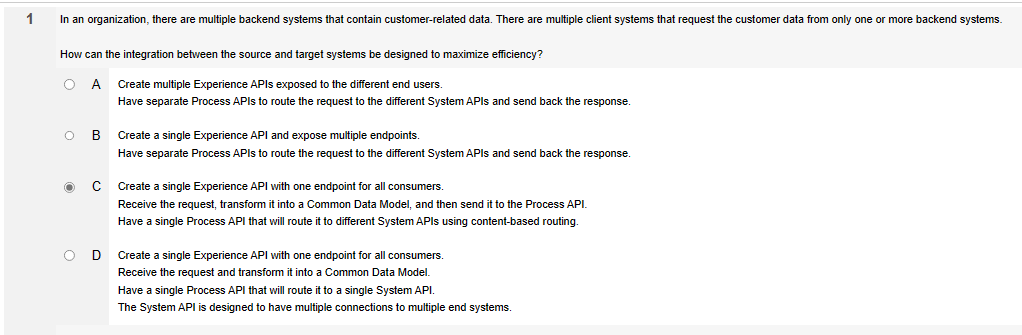 1 In an organization, there are multiple backend systems that contain customer-related data. There are multiple client systems that request the customer data from only one or more backend systems.
How can the integration between the source and target systems be designed to maximize efficiency?
A Create multiple Experience APIs exposed to the different end users.
Have separate Process APIs to route the request to the different System APIs and send back the response.
B Create a single Experience API and expose multiple endpoints.
Have separate Process APIs to route the request to the different System APIs and send back the response.
C Create a single Experience API with one endpoint for all consumers.
Receive the request, transform it into a Common Data Model, and then send it to the Process API.
Have a single Process API that will route it to different System APIs using content-based routing.
D Create a single Experience API with one endpoint for all consumers.
Receive the request and transform it into a Common Data Model.
Have a single Process API that will route it to a single System API.
The System API is designed to have multiple connections to multiple end systems.